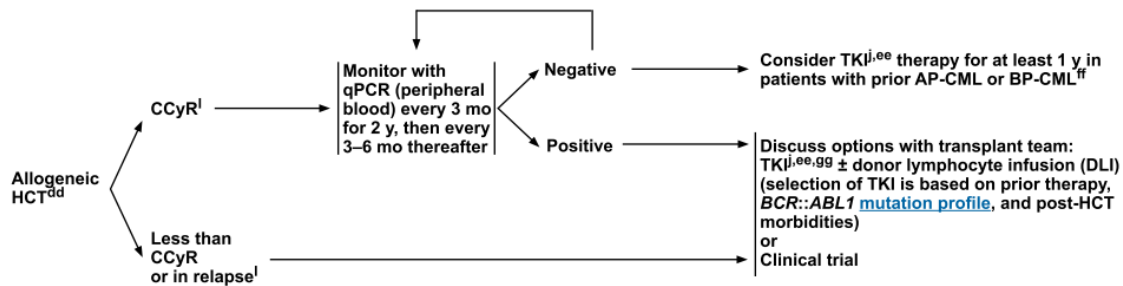 Allogeneic
HCTdd
CCyRl
Less than
CCyR
or in relapsel
Monitor with
qPCR (peripheral
blood) every 3 mo
for 2 y, then every
3–6 mo thereafter
Negative
Positive
Consider TKIj,ee therapy for at least 1 y in
patients with prior AP-CML or BP-CMLff
Discuss options with transplant team:
TKIj,ee,gg ± donor lymphocyte infusion (DLI)
(selection of TKI is based on prior therapy,
BCR::ABL1 mutation profile, and post-HCT
morbidities)
or
Clinical trial